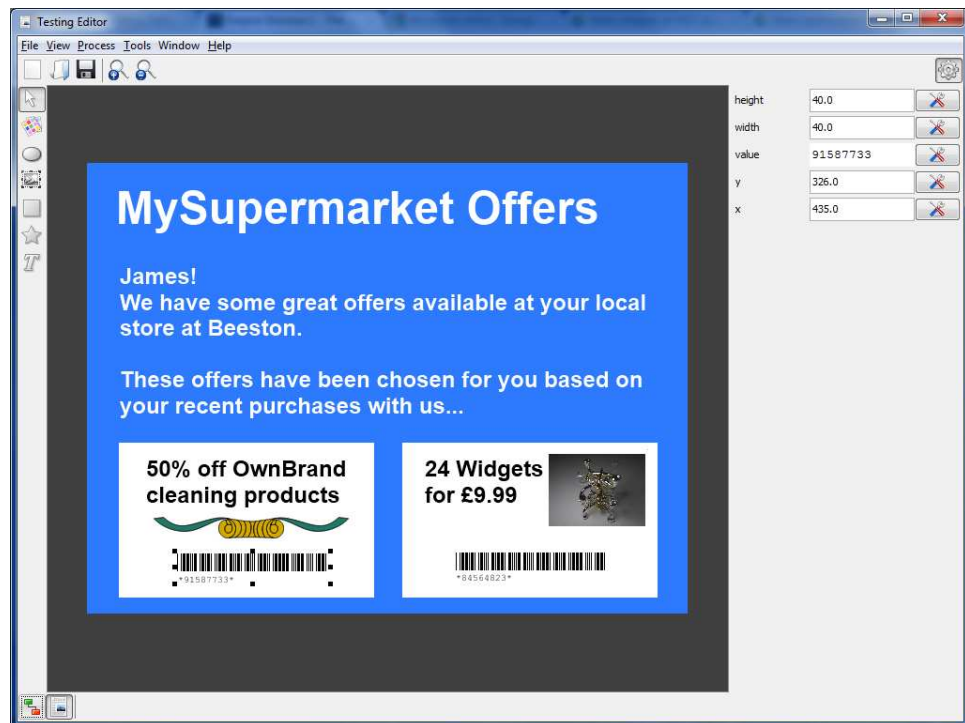 Testing Editor
File View Process Tools Window Help
height 40.0
width 40.0
value 91587733
y 326.0
x 435.0
T
MySupermarket Offers
James!
We have some great offers available at your local
store at Beeston.
These offers have been chosen for you based on
your recent purchases with us...
50% off OwnBrand
cleaning products
*91587733*
24 Widgets
for £9.99
*84564823*